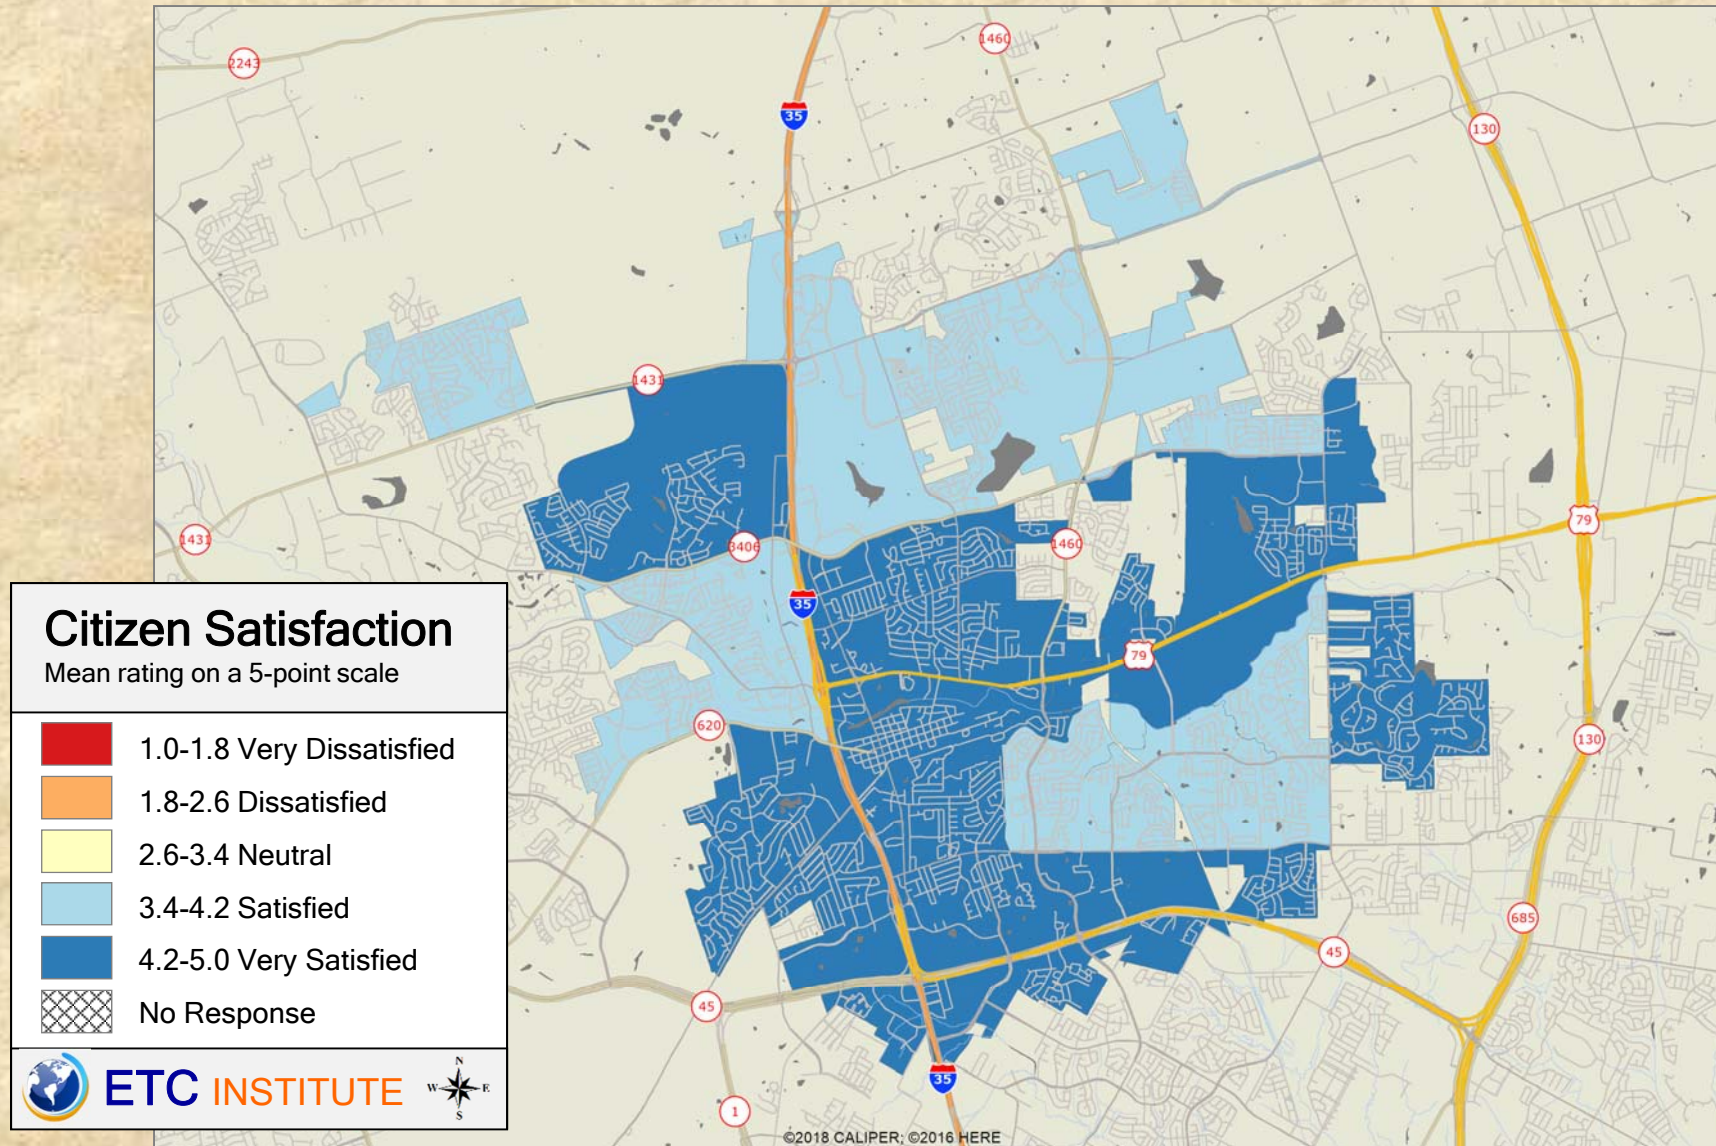 2243
1460
35
130
1431
1431
3406
1460
79
35
79
620
130
685
45
45
35
1
Citizen Satisfaction
Mean rating on a 5-point scale
1.0-1.8 Very Dissatisfied
1.8-2.6 Dissatisfied
2.6-3.4 Neutral
3.4-4.2 Satisfied
4.2-5.0 Very Satisfied
No Response
ETC INSTITUTE
N
W E
S
©2018 CALIPER; ©2016 HERE